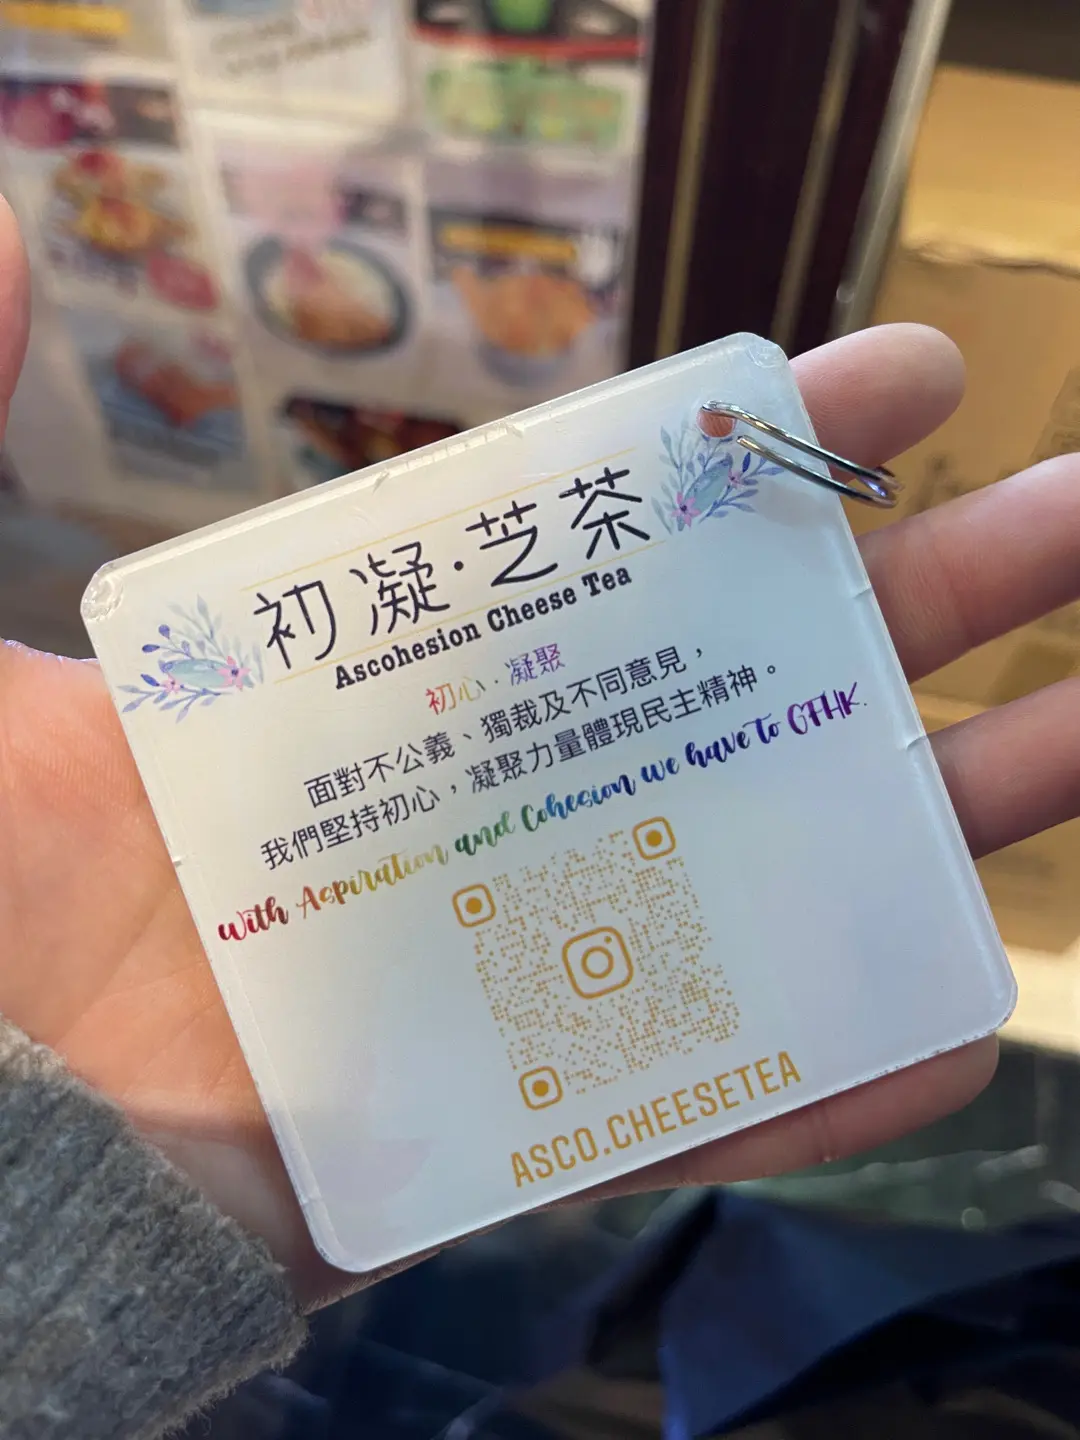 初凝·芝茶
Ascohesion Cheese Tea
初心·凝聚
面對不公義、獨裁及不同意見，
我們堅持初心，凝聚力量體現民主精神。
with Aspiration and Cohesion we have to GFHK.
ASCO.CHEESETEA